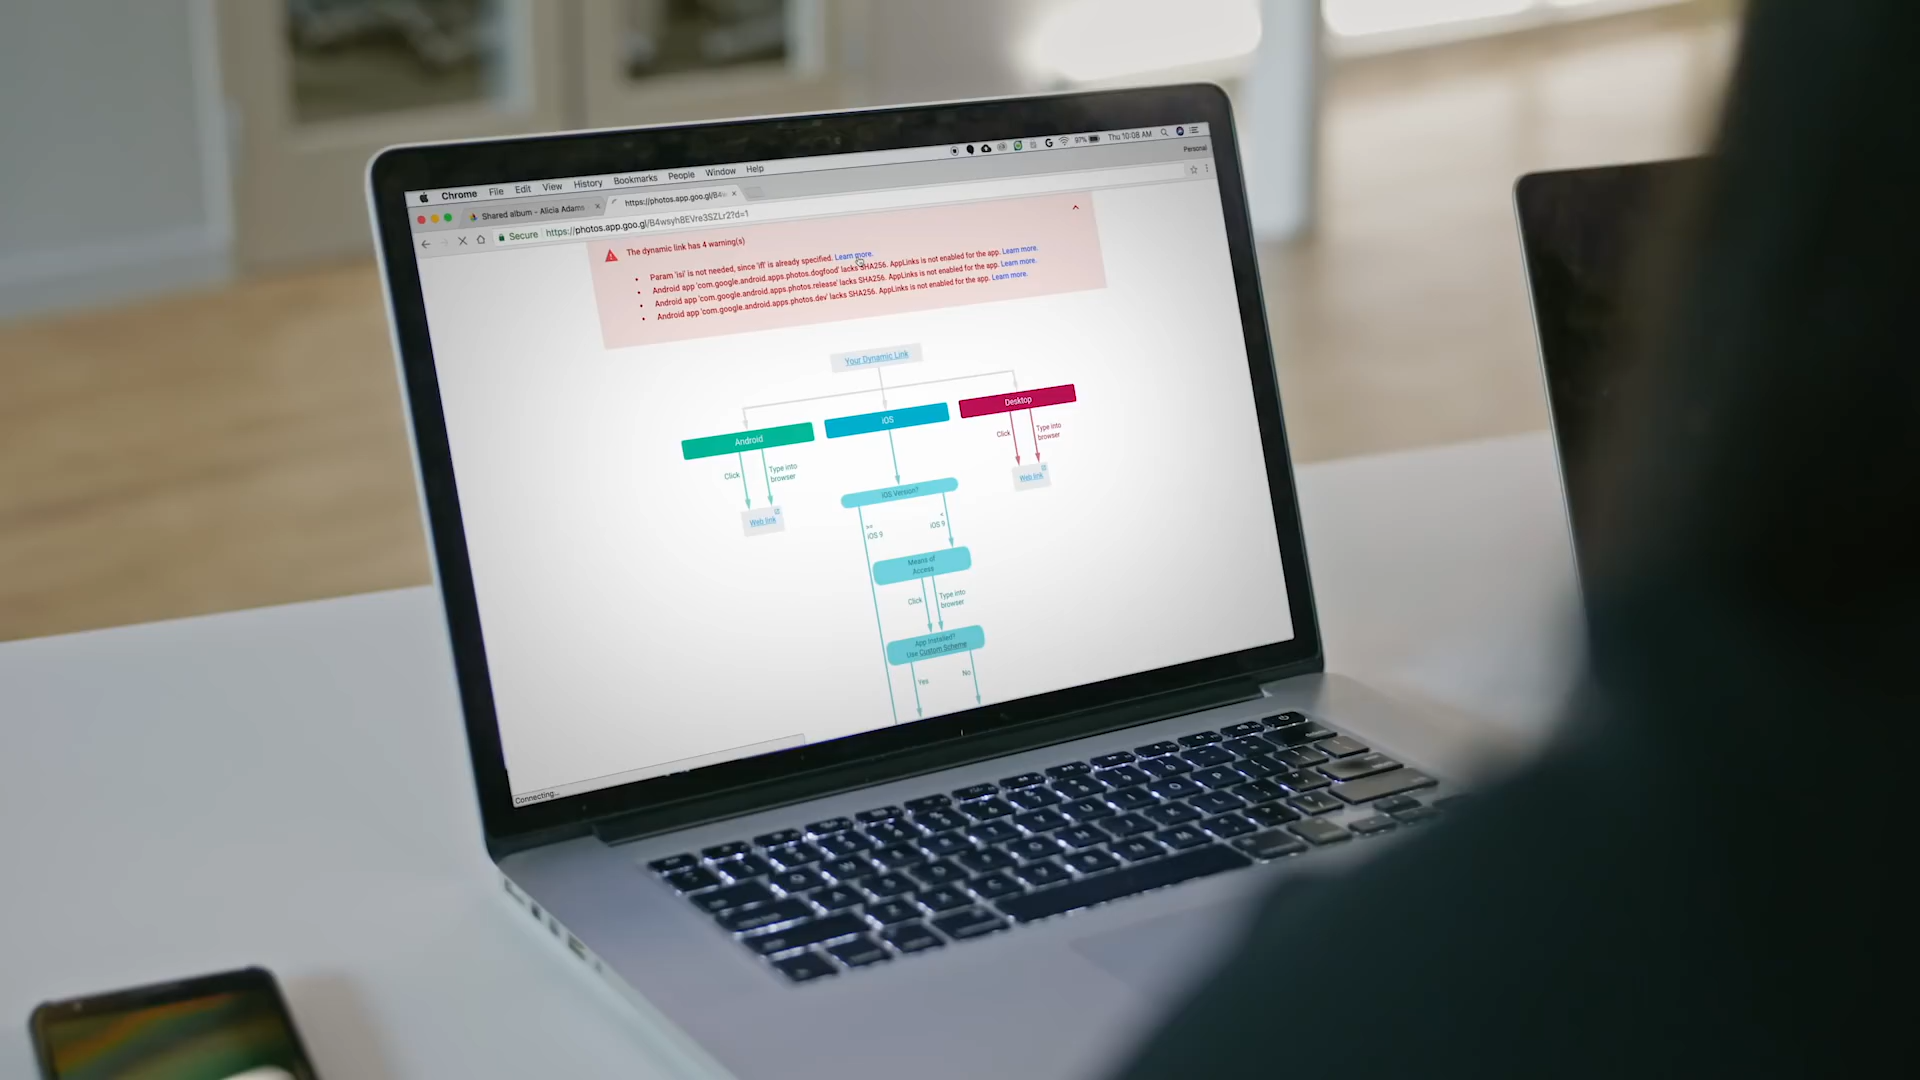 Chrome File Edit View History Bookmarks People Window Help 97% Thu 10:08 AM
Shared album - Alicia Adams https://photos.app.goo.gl/B4w Personal
Secure https://photos.app.goo.gl/B4wsyhBEVre3SZLr2?d=1
The dynamic link has 4 warning(s)
• Param 'isi' is not needed, since 'ifl' is already specified. Learn more.
• Android app 'com.google.android.apps.photos.dogfood' lacks SHA256. AppLinks is not enabled for the app. Learn more.
• Android app 'com.google.android.apps.photos.release' lacks SHA256. AppLinks is not enabled for the app. Learn more.
• Android app 'com.google.android.apps.photos.dev' lacks SHA256. AppLinks is not enabled for the app. Learn more.
Your Dynamic Link
Android
iOS
Desktop
Click
Type into
browser
Web link
Click
Type into
browser
Web link
iOS Version?
>=
iOS 9
<
iOS 9
Means of
Access
Click
Type into
browser
App Installed?
Use Custom Scheme
Yes
No
Connecting...